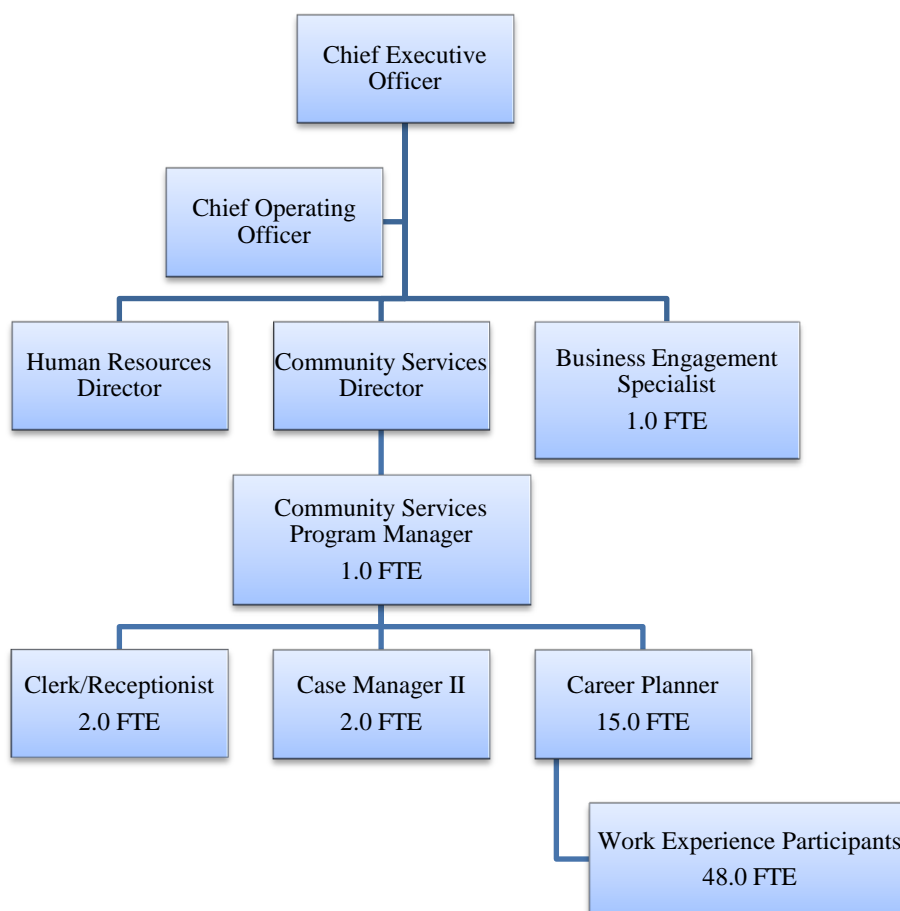 Chief Executive
Officer
Chief Operating
Officer
Human Resources
Director
Community Services
Director
Business Engagement
Specialist
1.0 FTE
Community Services
Program Manager
1.0 FTE
Clerk/Receptionist
2.0 FTE
Case Manager II
2.0 FTE
Career Planner
15.0 FTE
Work Experience Participants
48.0 FTE